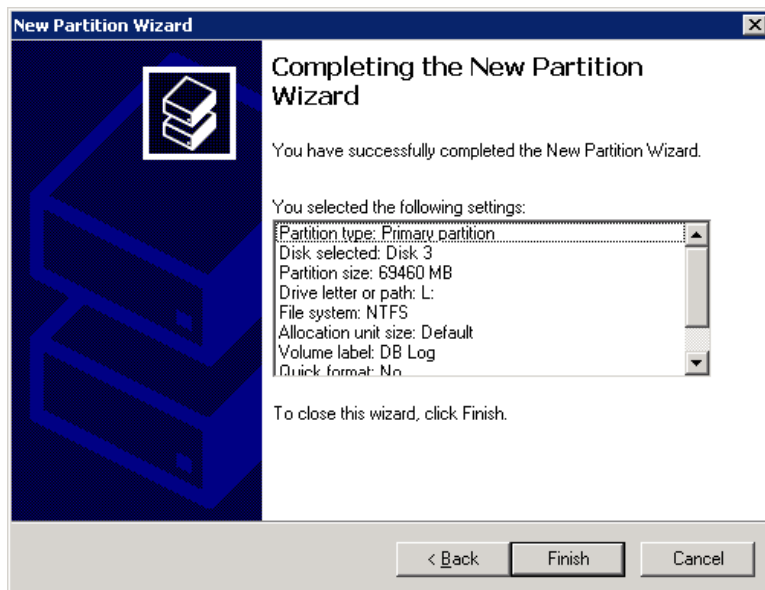 New Partition Wizard
Completing the New Partition
Wizard
You have successfully completed the New Partition Wizard.
You selected the following settings:
Partition type: Primary partition
Disk selected: Disk 3
Partition size: 69460 MB
Drive letter or path: L:
File system: NTFS
Allocation unit size: Default
Volume label: DB Log
Quick format: No
To close this wizard, click Finish.
< Back
Finish
Cancel